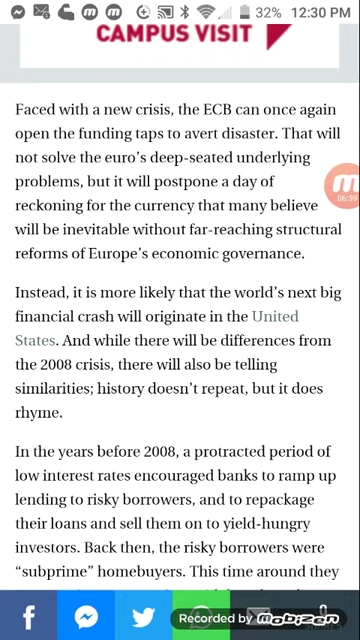 32% 12:30 PM
CAMPUS VISIT
Faced with a new crisis, the ECB can once again
open the funding taps to avert disaster. That will
not solve the euro's deep-seated underlying
problems, but it will postpone a day of
reckoning for the currency that many believe
06:39
will be inevitable without far-reaching structural
reforms of Europe's economic governance.
Instead, it is more likely that the world's next big
financial crash will originate in the United
States. And while there will be differences from
the 2008 crisis, there will also be telling
similarities; history doesn't repeat, but it does
rhyme.
In the years before 2008, a protracted period of
low interest rates encouraged banks to ramp up
lending to risky borrowers, and to repackage
their loans and sell them on to yield-hungry
investors. Back then, the risky borrowers were
“subprime” homebuyers. This time around they
Recorded by Mobizen